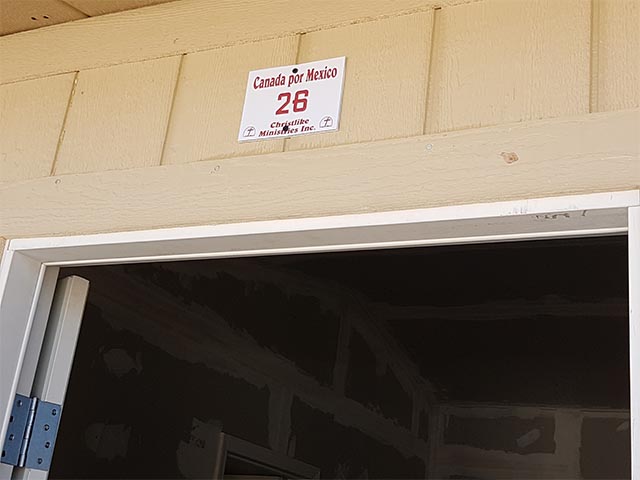 Canada por Mexico
26
Christlike
Ministries Inc.